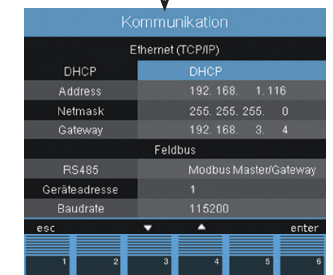 Kommunikation
Ethernet (TCP/IP)
DHCP DHCP
Address 192. 168. 1. 116
Netmask 255. 255. 255. 0
Gateway 192. 168. 3. 4
Feldbus
RS485 Modbus Master/Gateway
Geräteadresse 1
Baudrate 115200
esc ▼ ▲ enter
1 2 3 4 5 6